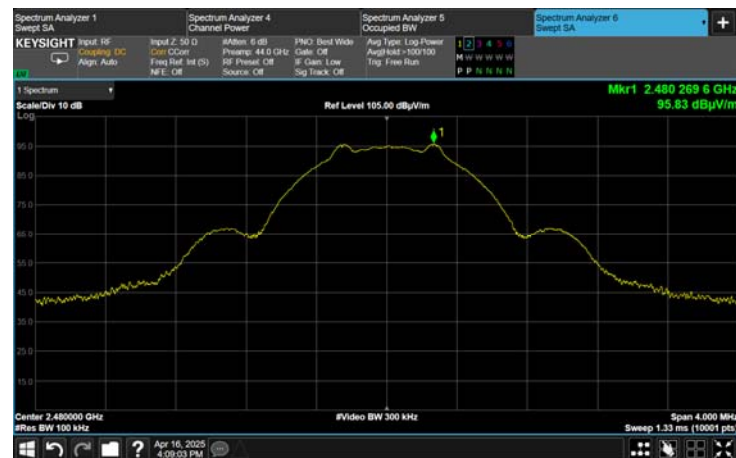 Spectrum Analyzer 1
Swept SA
Spectrum Analyzer 4
Channel Power
Spectrum Analyzer 5
Occupied BW
Spectrum Analyzer 6
Swept SA
KEYSIGHT
Input: RF
Coupling: DC
Align: Auto
Input Z: 50 Ω
Corr CCorr
Freq Ref: Int (S)
NFE: Off
#Atten: 6 dB
Preamp: 44.0 GHz
RF Preset: Off
Source: Off
PNO: Best Wide
Gate: Off
IF Gain: Low
Sig Track: Off
Avg Type: Log-Power
Avg|Hold:>100/100
Trig: Free Run
1 2 3 4 5 6
M W W W W W
P P N N N N
1 Spectrum
Scale/Div 10 dB
Log
Ref Level 105.00 dBµV/m
Mkr1 2.480 269 6 GHz
95.83 dBµV/m
1
95.0
85.0
75.0
65.0
55.0
45.0
35.0
25.0
15.0
Center 2.480000 GHz
#Res BW 100 kHz
#Video BW 300 kHz
Span 4.000 MHz
Sweep 1.33 ms (10001 pts)
Apr 16, 2025
4:09:03 PM